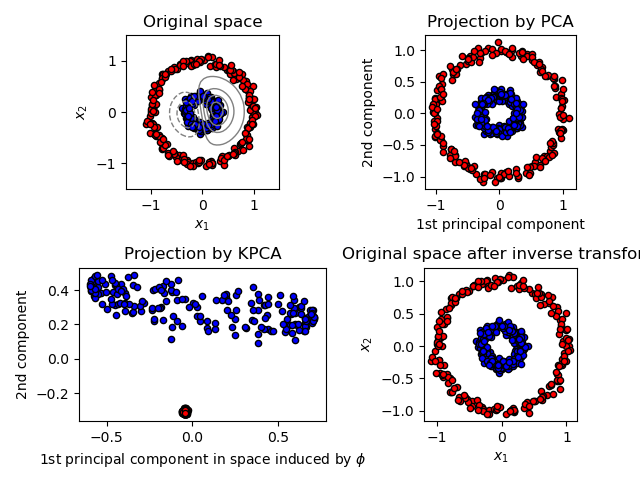 Original space
1
0
−1
x₂
−1
0
1
x₁
Projection by PCA
1.0
0.5
0.0
−0.5
−1.0
2nd component
−1
0
1
1st principal component
Projection by KPCA
0.4
0.2
0.0
−0.2
2nd component
−0.5
0.0
0.5
1st principal component in space induced by ϕ
Original space after inverse transfor
1.0
0.5
0.0
−0.5
−1.0
x₂
−1
0
1
x₁